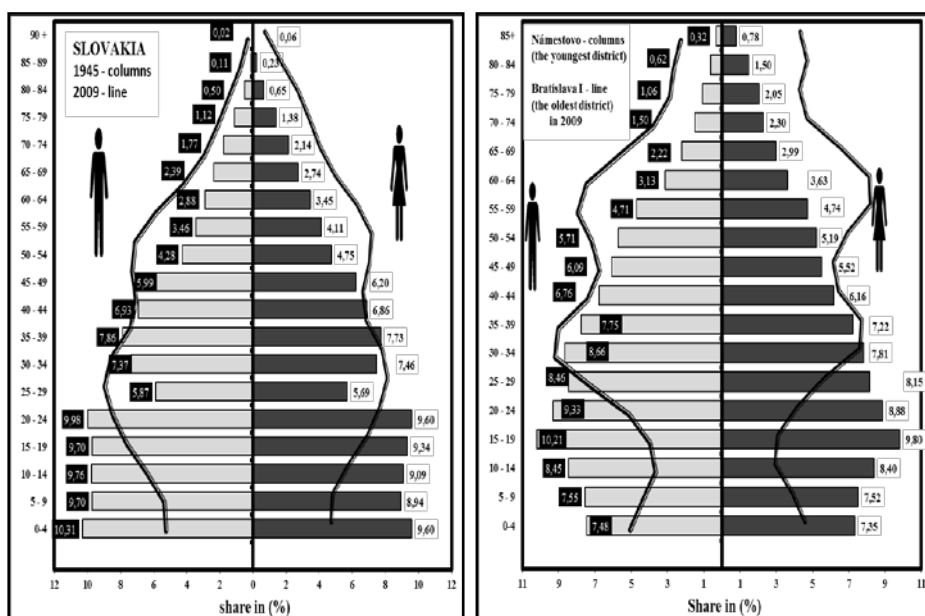 SLOVAKIA
1945 - columns
2009 - line
90 + 0,02 0,06
85 - 89 0,11 0,23
80 - 84 0,50 0,65
75 - 79 1,12 1,38
70 - 74 1,77 2,14
65 - 69 2,39 2,74
60 - 64 2,88 3,45
55 - 59 3,46 4,11
50 - 54 4,28 4,75
45 - 49 5,99 6,20
40 - 44 6,93 6,86
35 - 39 7,86 7,73
30 - 34 7,37 7,46
25 - 29 5,87 5,69
20 - 24 9,98 9,60
15 - 19 9,70 9,34
10 - 14 9,76 9,09
5 - 9 9,70 8,94
0-4 10,31 9,60
12 10 8 6 4 2 0 2 4 6 8 10 12
share in (%)
Námestovo - columns
(the youngest district)
Bratislava I - line
(the oldest district)
in 2009
85+ 0,32 0,78
80 - 84 0,62 1,50
75 - 79 1,06 2,05
70 - 74 1,50 2,30
65 - 69 2,22 2,99
60 - 64 3,13 3,63
55 - 59 4,71 4,74
50 - 54 5,71 5,19
45 - 49 6,09 5,52
40 - 44 6,76 6,16
35 - 39 7,75 7,22
30 - 34 8,66 7,81
25 - 29 8,46 8,15
20 - 24 9,33 8,88
15 - 19 10,21 9,80
10 - 14 8,45 8,40
5 - 9 7,55 7,52
0-4 7,48 7,35
11 9 7 5 3 1 1 3 5 7 9 11
Share in (%)